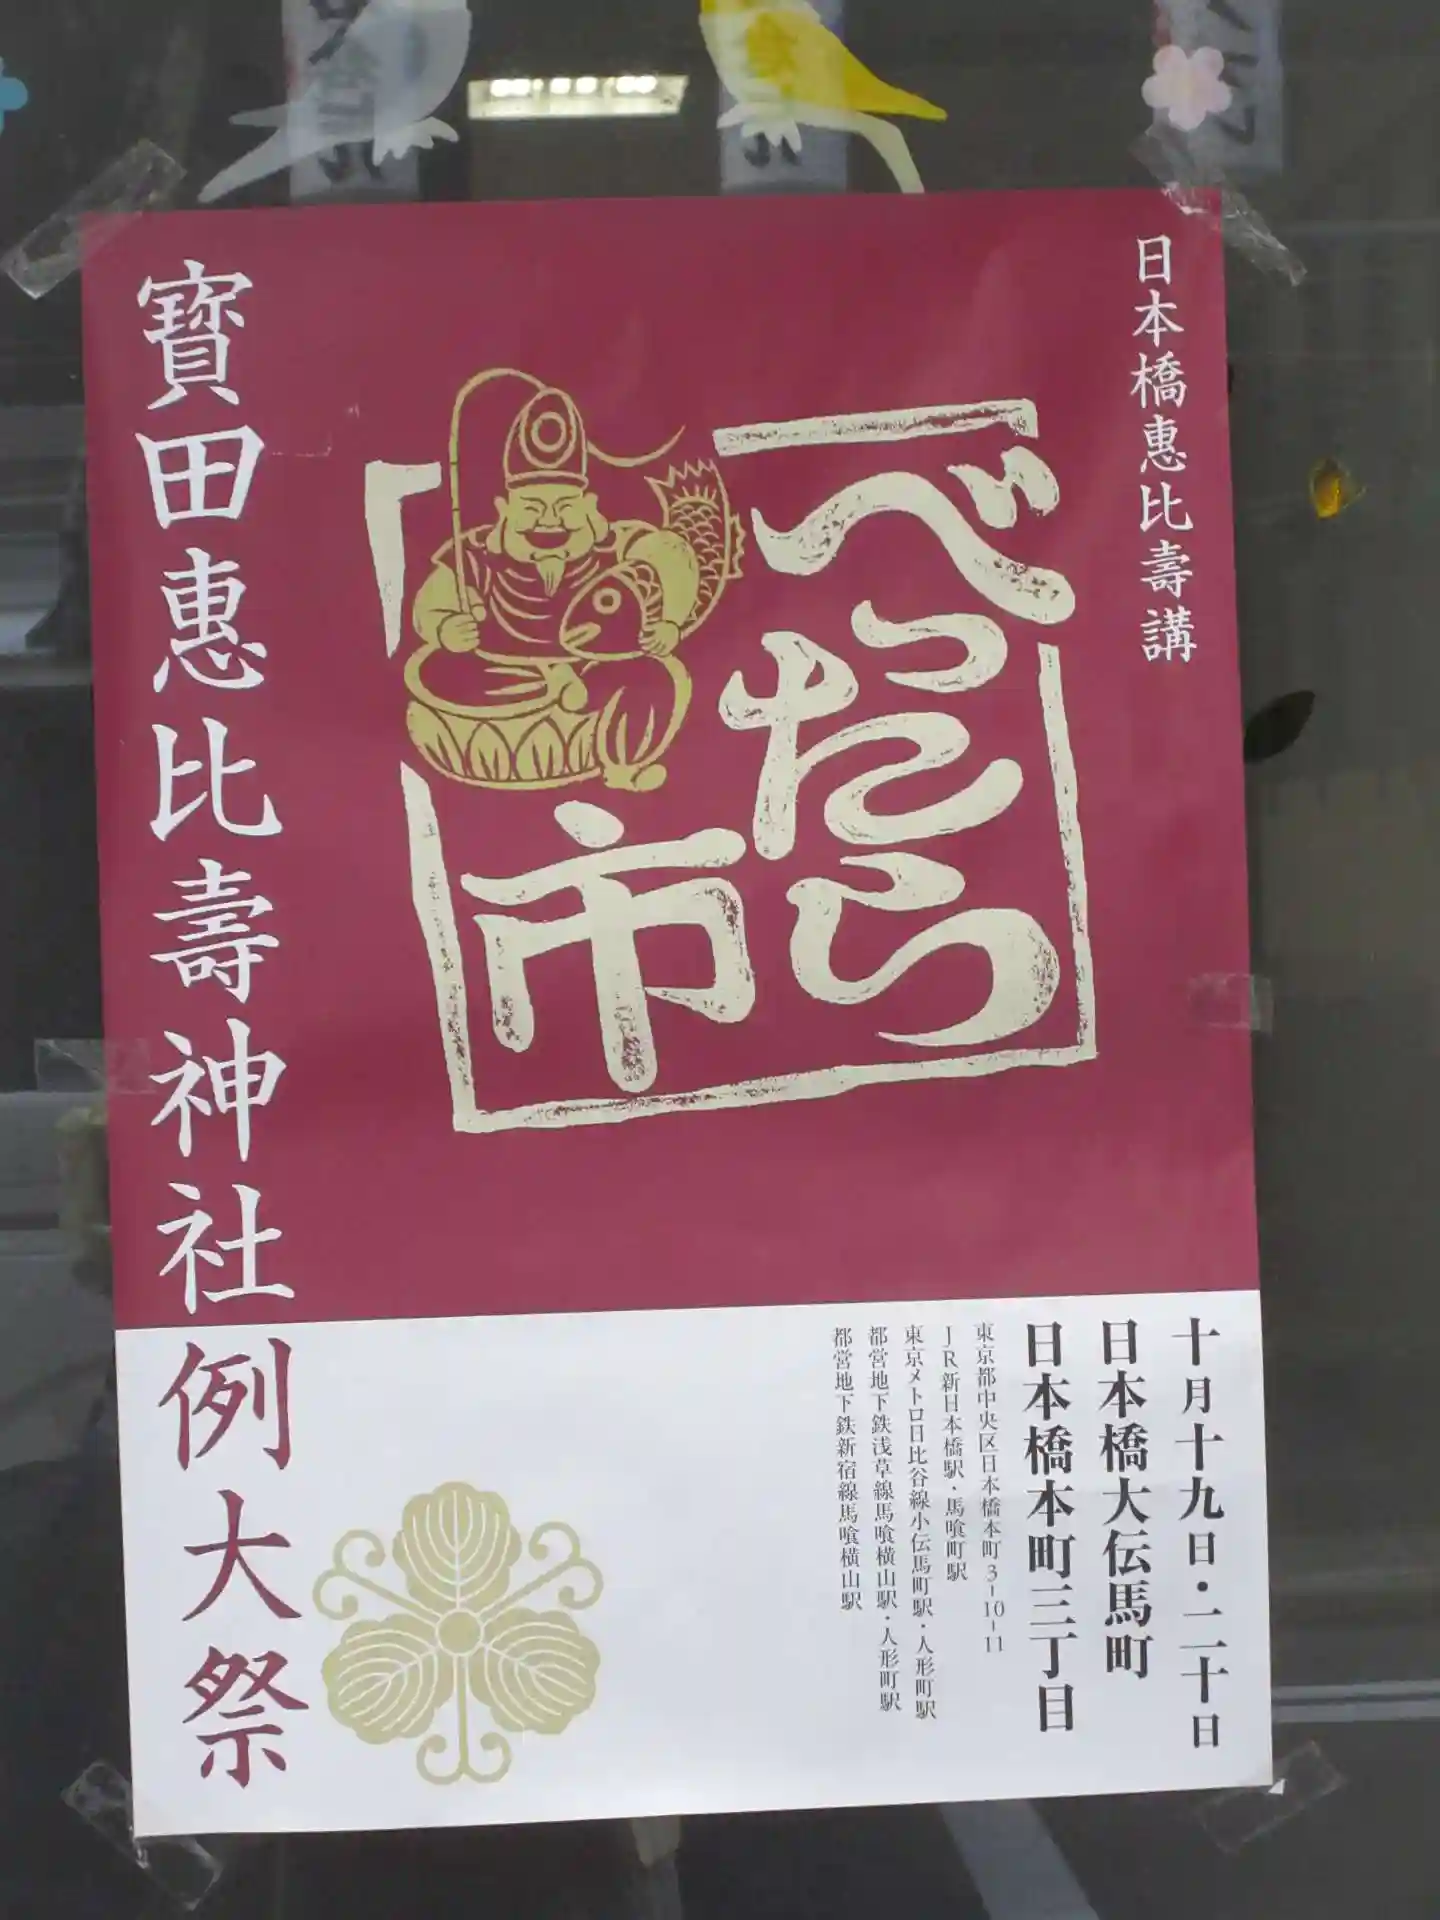 日本橋惠比壽講
べったら
市
寶田惠比壽神社例大祭
十月十九日・二十日
日本橋大伝馬町
日本橋本町三丁目
東京都中央区日本橋本町3-10-11
JR新日本橋駅・馬喰町駅
東京メトロ日比谷線小伝馬町駅・人形町駅
都営地下鉄浅草線馬喰横山駅・人形町駅
都営地下鉄新宿線馬喰横山駅